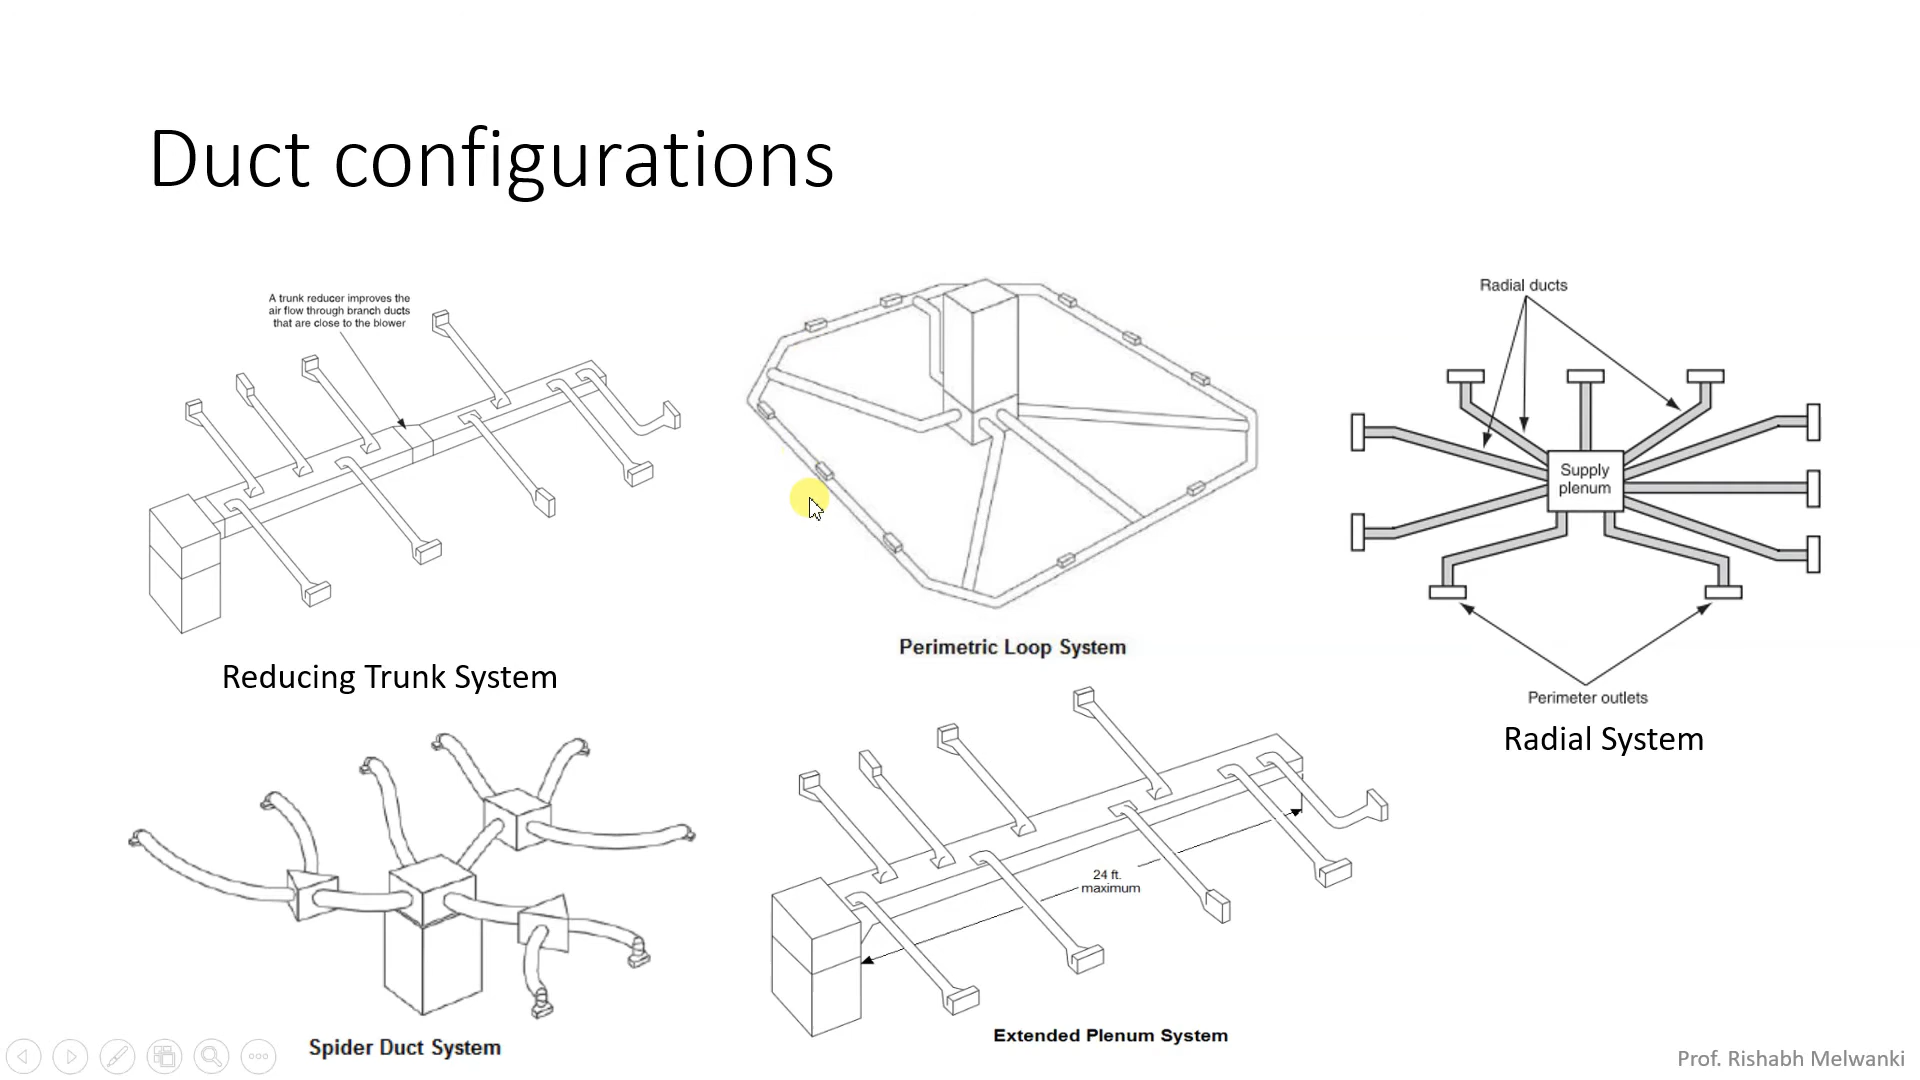 Duct configurations
A trunk reducer improves the
air flow through branch ducts
that are close to the blower
Reducing Trunk System
Perimetric Loop System
Radial ducts
Supply
plenum
Perimeter outlets
Radial System
Spider Duct System
24 ft.
maximum
Extended Plenum System
Prof. Rishabh Melwanki